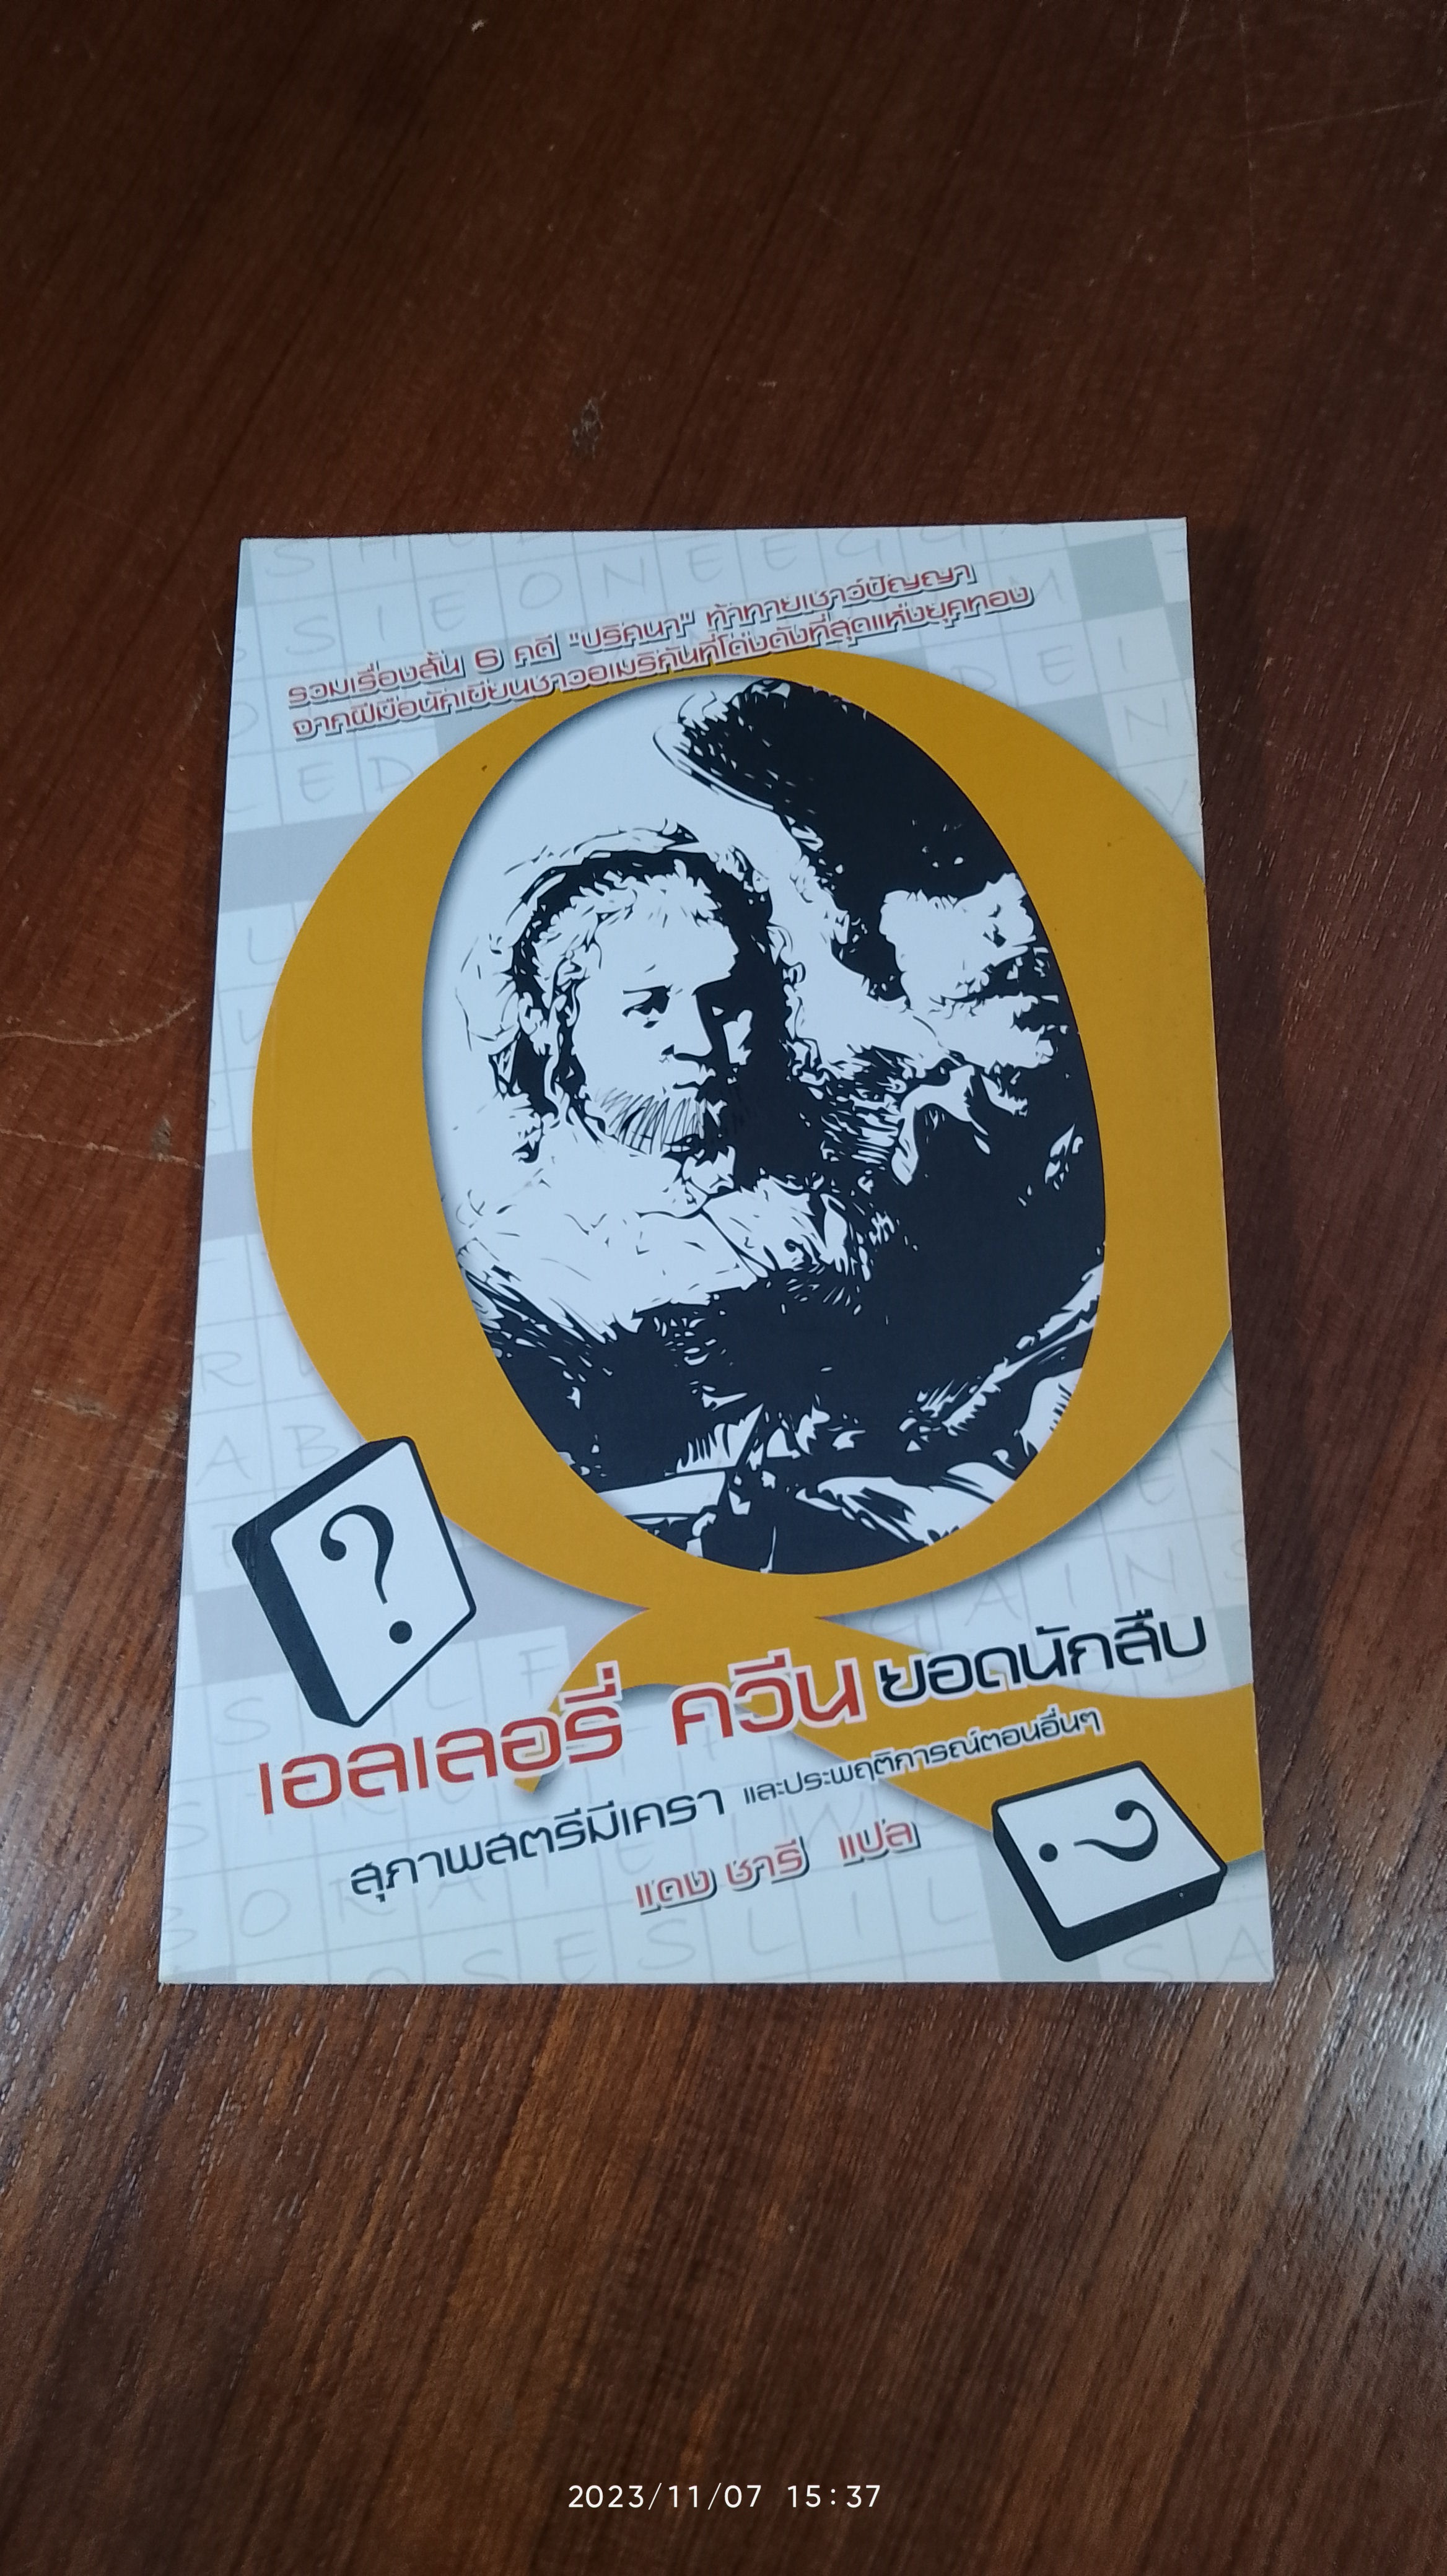 รวมเรื่องสั้น 6 คดี "ปริศนา" ท้าทายเชาว์ปัญญา
จากฝีมือนักเขียนชาวอเมริกันที่โด่งดังที่สุดแห่งยุคทอง
?
เอลเลอรี่ ควีน ยอดนักสืบ
สุภาพสตรีมีเครา และประพฤติการณ์ตอนอื่นๆ
แดง ชารี แปล
?
2023/11/07 15:37